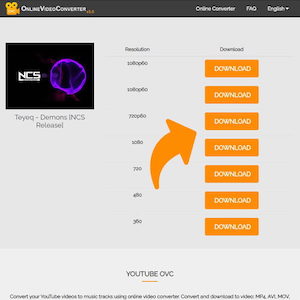 ONLINEVIDEOCONVERTER v3.0
Online Converter FAQ English
Resolution Download
NCS
Teyeq - Demons [NCS
Release]
1080p60 DOWNLOAD
1080p60 DOWNLOAD
720p60 DOWNLOAD
1080 DOWNLOAD
720 DOWNLOAD
480 DOWNLOAD
360 DOWNLOAD
YOUTUBE OVC
Convert your YouTube videos to music tracks using online video converter. Convert and download to video: MP4, AVI, MOV,